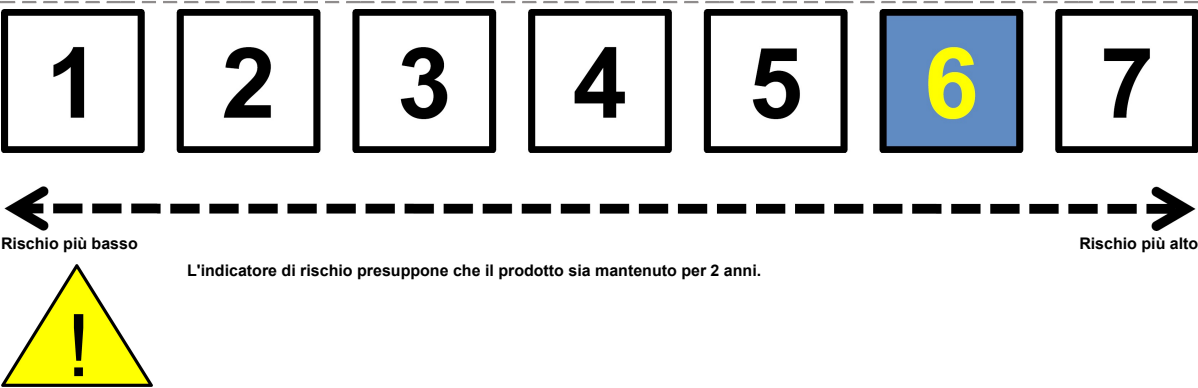 1 2 3 4 5 6 7
Rischio più basso Rischio più alto
L'indicatore di rischio presuppone che il prodotto sia mantenuto per 2 anni.
!